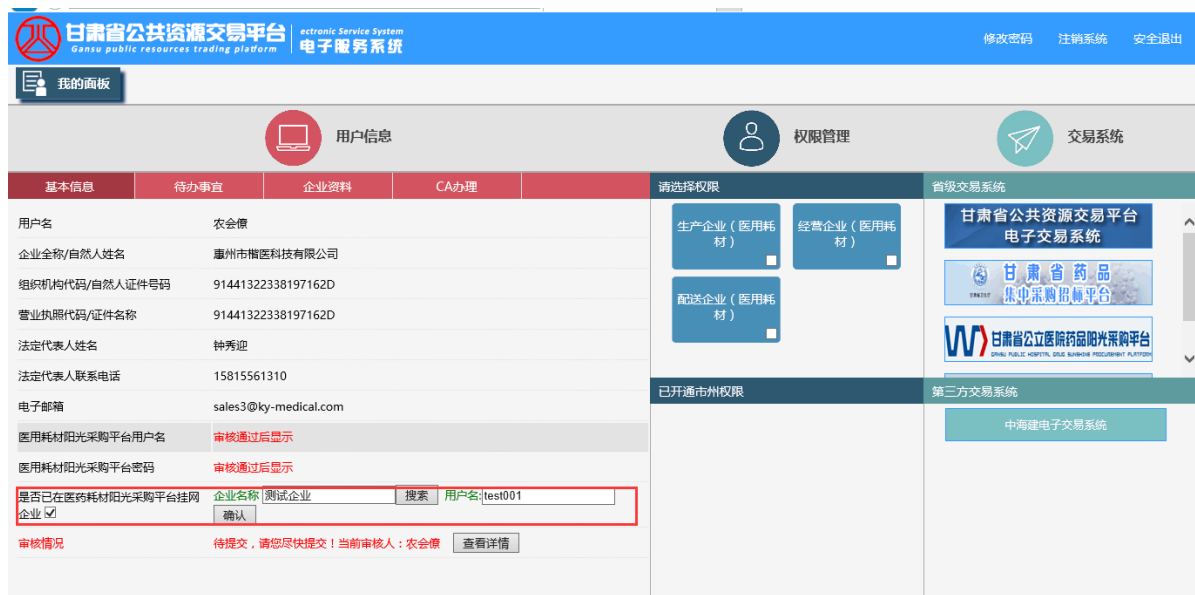 甘肃省公共资源交易平台
Gansu public resources trading platform
ectronic Service System
电子服务系统
修改密码 注销系统 安全退出
我的面板
用户信息
权限管理
交易系统
基本信息 待办事宜 企业资料 CA办理
请选择权限
省级交易系统
用户名 农会僚
企业全称/自然人姓名 惠州市楷医科技有限公司
组织机构代码/自然人证件号码 91441322338197162D
营业执照代码/证件名称 91441322338197162D
法定代表人姓名 钟秀迎
法定代表人联系电话 15815561310
电子邮箱 sales3@ky-medical.com
医用耗材阳光采购平台用户名 审核通过后显示
医用耗材阳光采购平台密码 审核通过后显示
是否已在医药耗材阳光采购平台挂网
企业
企业名称 测试企业 搜索 用户名: test001
确认
审核情况 待提交，请您尽快提交！当前审核人：农会僚 查看详情
生产企业（医用耗
材）
经营企业（医用耗
材）
配送企业（医用耗
材）
已开通市州权限
甘肃省公共资源交易平台
电子交易系统
甘肃省药品
集中采购招标平台
甘肃省公立医院药品阳光采购平台
GANSU PUBLIC HOSPITAL DRUG SUNSHINE PROCUREMENT PLATFORM
第三方交易系统
中海建电子交易系统